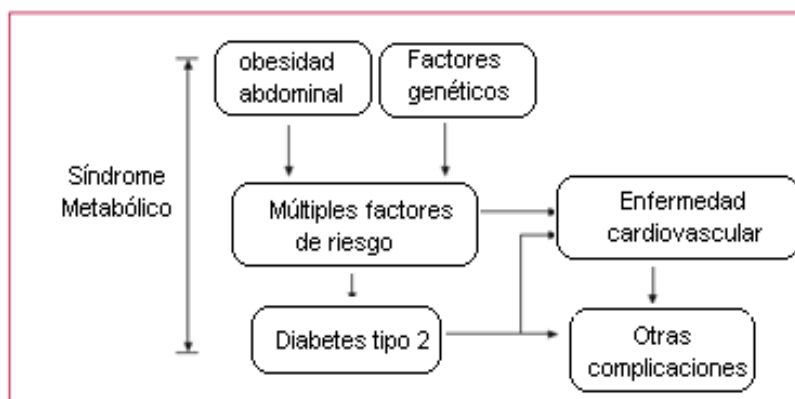 obesidad
abdominal
Factores
genéticos
Síndrome
Metabólico
Múltiples factores
de riesgo
Enfermedad
cardiovascular
Diabetes tipo 2
Otras
complicaciones